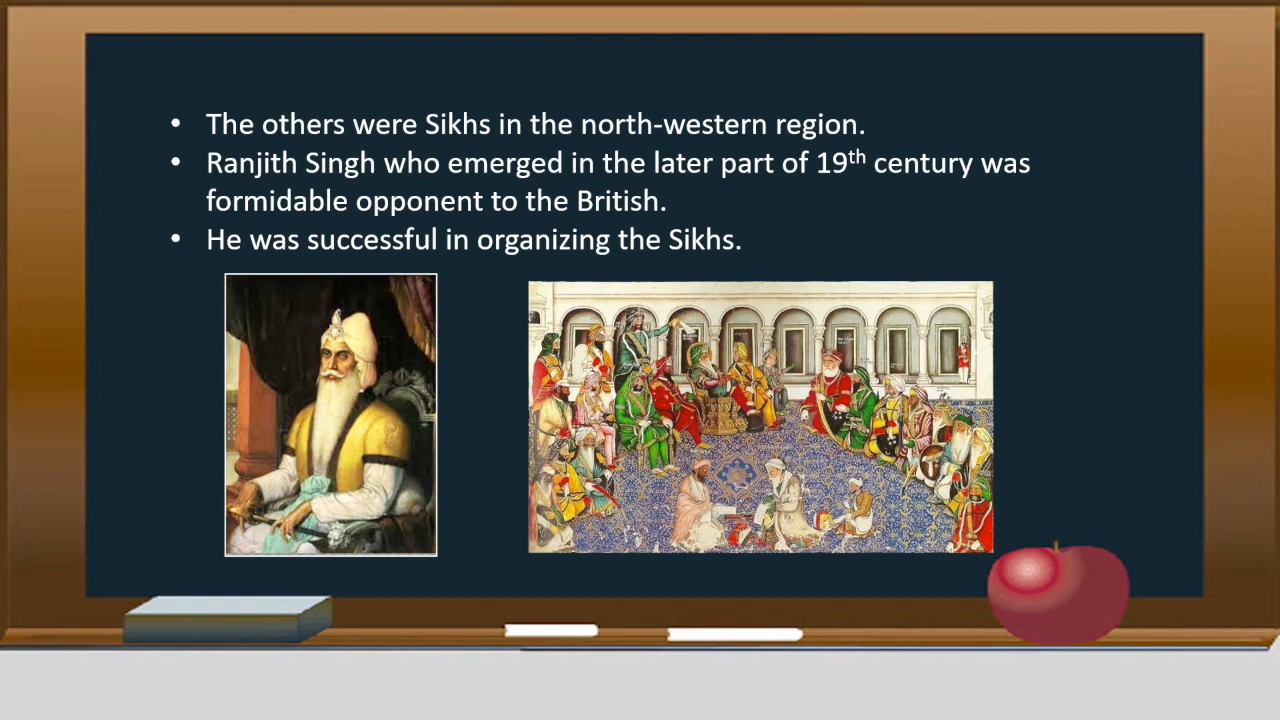 • The others were Sikhs in the north-western region.
• Ranjith Singh who emerged in the later part of 19th century was
formidable opponent to the British.
• He was successful in organizing the Sikhs.